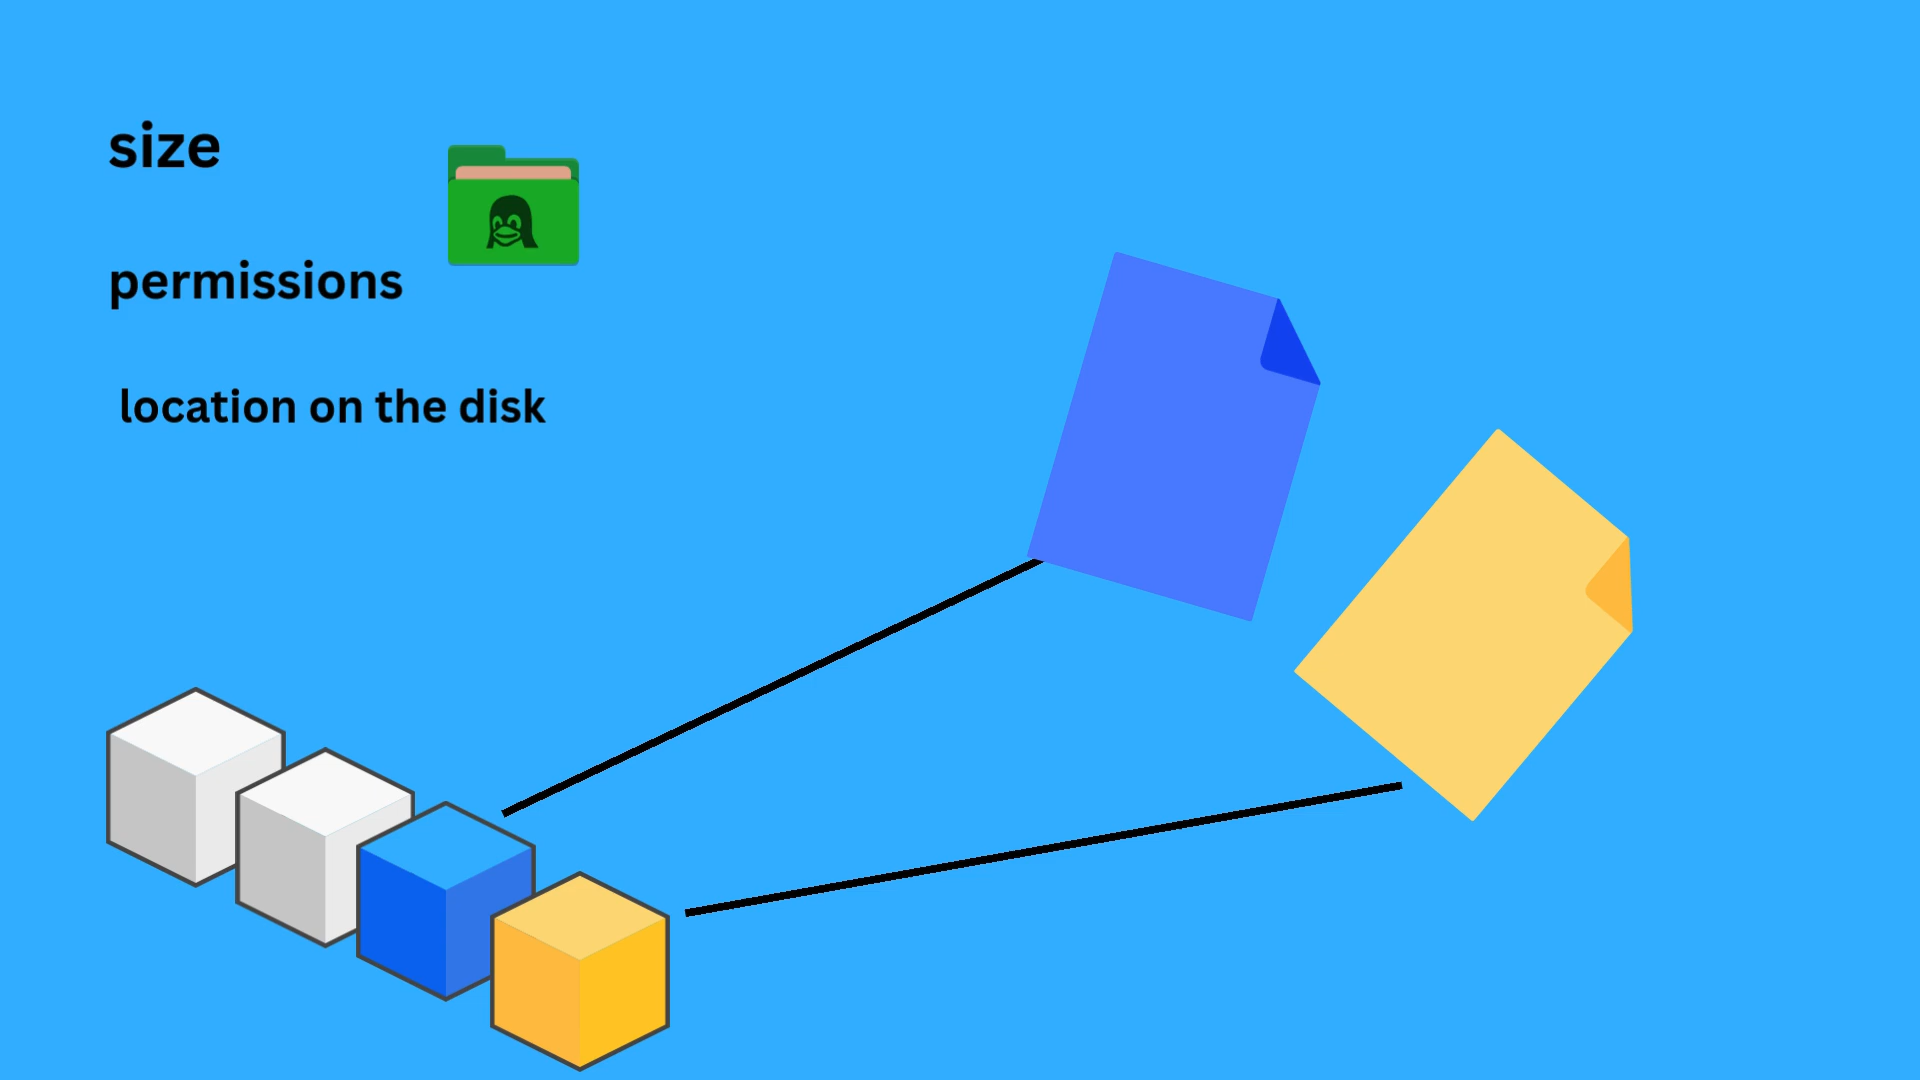 size
permissions
location on the disk